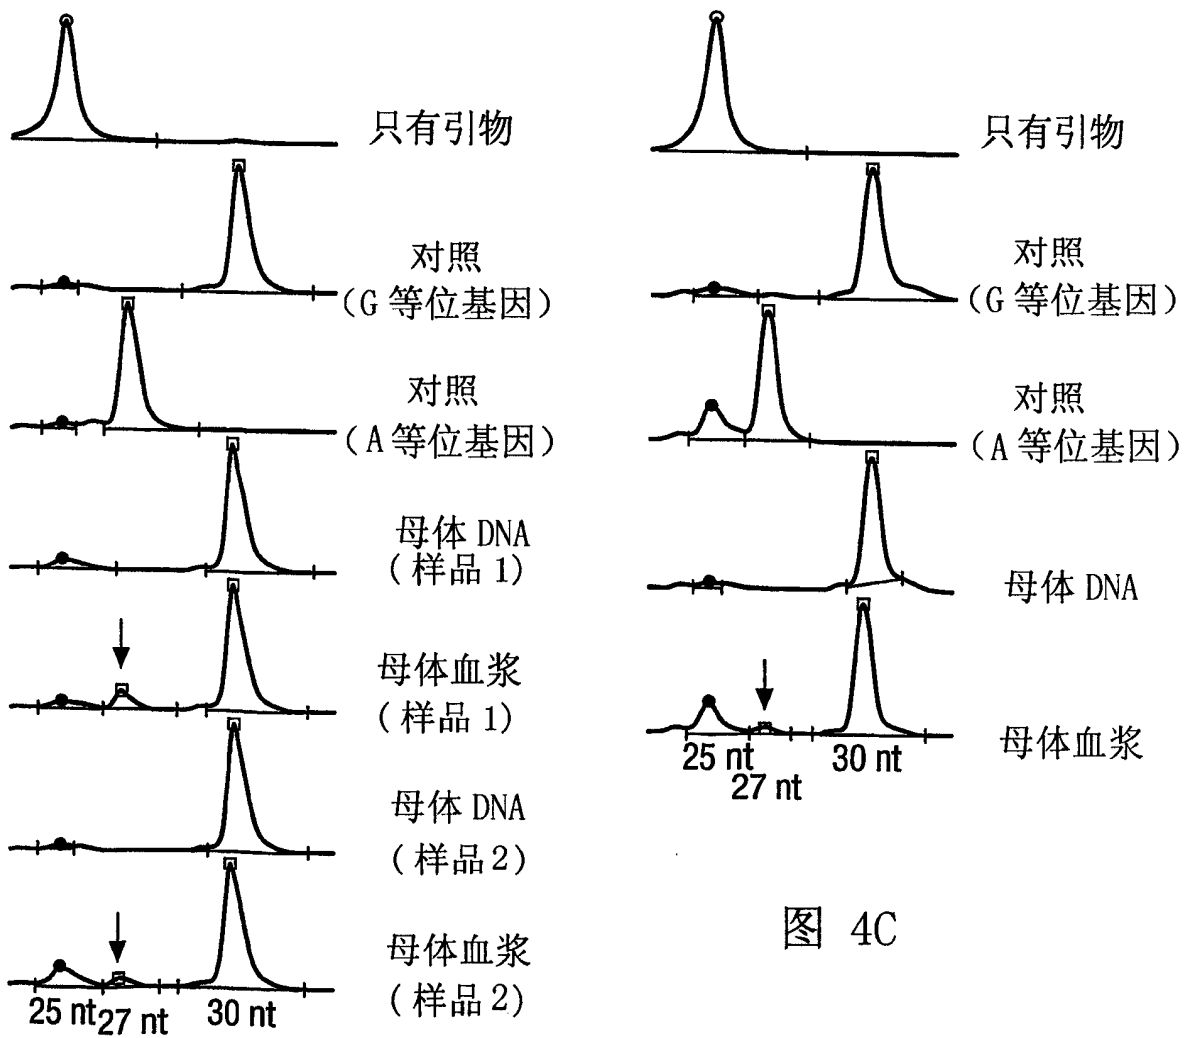 只有引物
对照
(G 等位基因)
对照
(A 等位基因)
母体 DNA
(样品 1)
母体血浆
(样品 1)
母体 DNA
(样品 2)
母体血浆
(样品 2)
25 nt 27 nt 30 nt
只有引物
对照
(G 等位基因)
对照
(A 等位基因)
母体 DNA
母体血浆
25 nt 30 nt
27 nt
图 4C